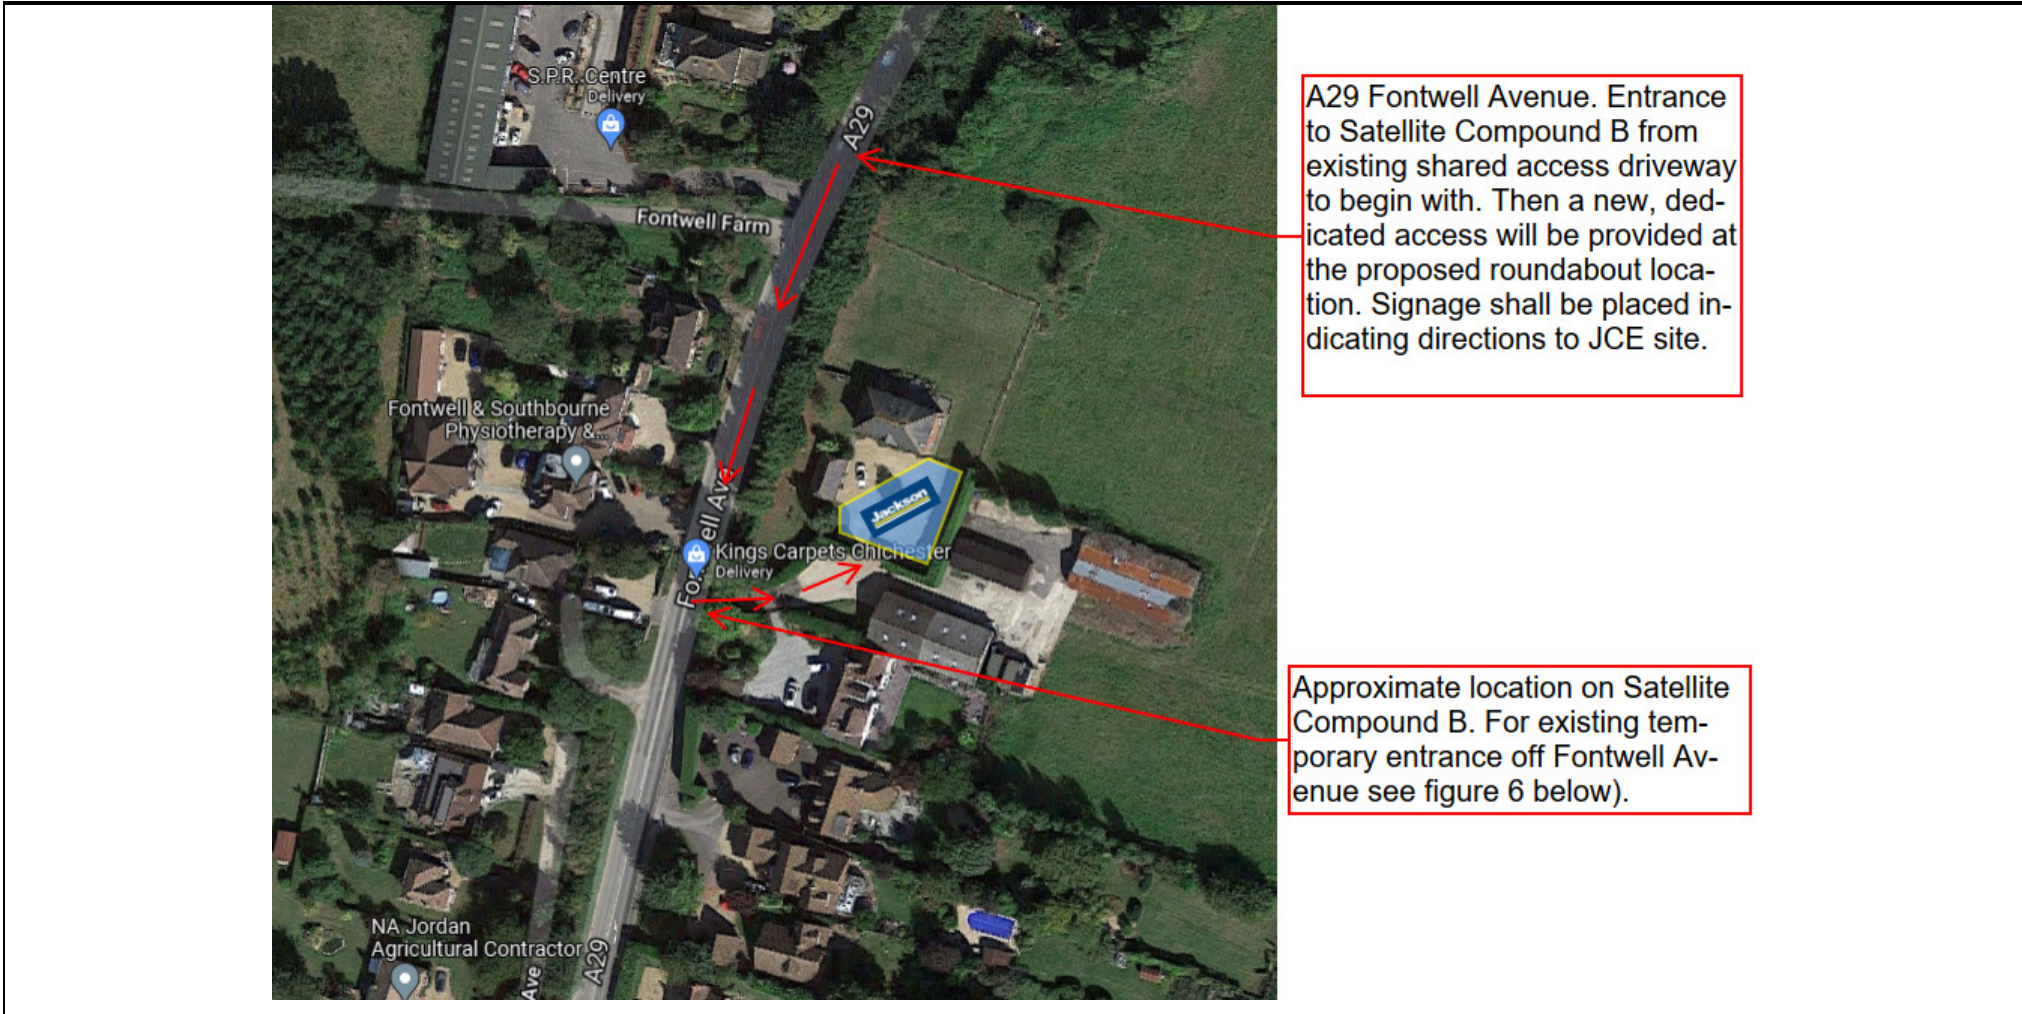 S.P.R. Centre
Delivery
A29
Fontwell Farm
Fontwell & Southbourne
Physiotherapy &...
Fontwell Ave
Kings Carpets Chichester
Delivery
Jackson
NA Jordan
Agricultural Contractor
A29
Ave
A29 Fontwell Avenue. Entrance
to Satellite Compound B from
existing shared access driveway
to begin with. Then a new, ded-
icated access will be provided at
the proposed roundabout loca-
tion. Signage shall be placed in-
dicating directions to JCE site.
Approximate location on Satellite
Compound B. For existing tem-
porary entrance off Fontwell Av-
enue see figure 6 below).